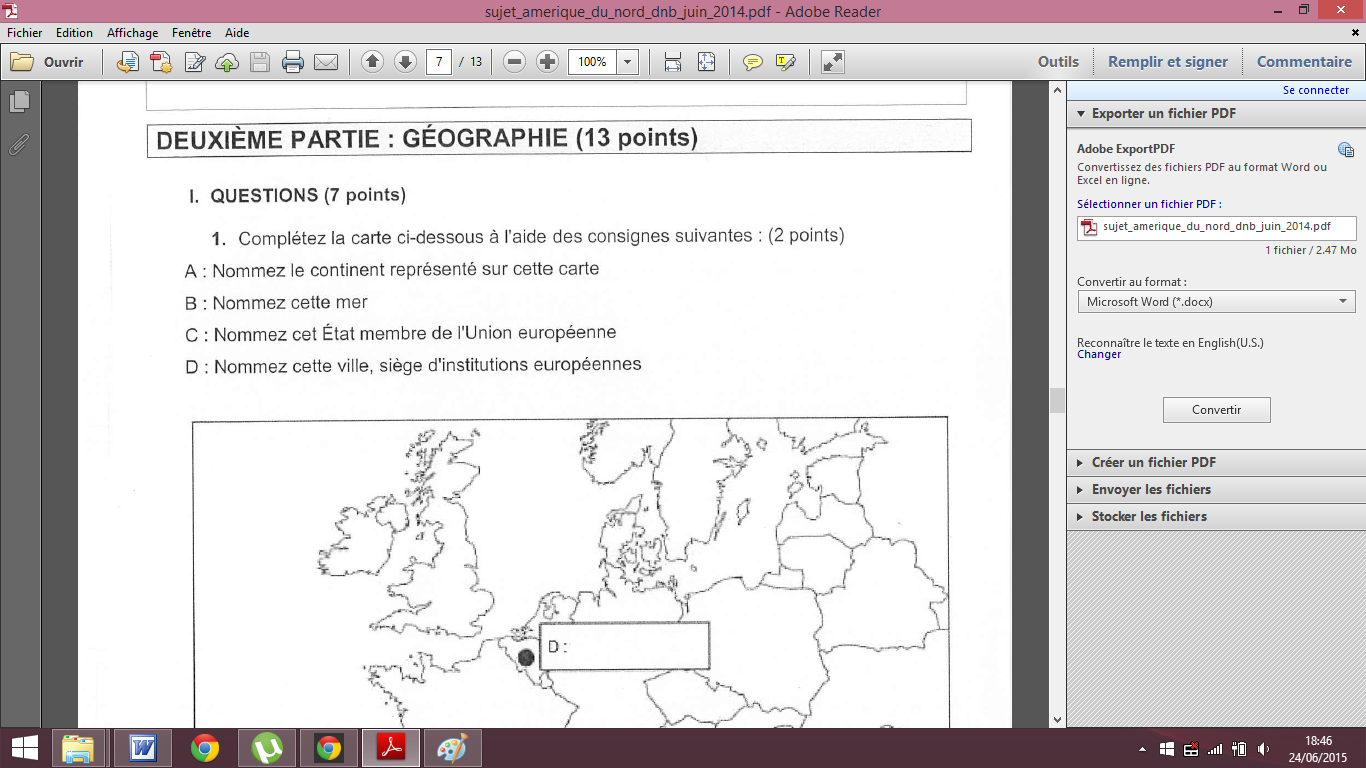 sujet_amerique_du_nord_dnb_juin_2014.pdf - Adobe Reader
Fichier Edition Affichage Fenêtre Aide
Ouvrir 7 / 13 100% Outils Remplir et signer Commentaire
Se connecter
Exporter un fichier PDF
Adobe ExportPDF
Convertissez des fichiers PDF au format Word ou
Excel en ligne.
Sélectionner un fichier PDF :
sujet_amerique_du_nord_dnb_juin_2014.pdf
1 fichier / 2.47 Mo
Convertir au format :
Microsoft Word (*.docx)
Reconnaître le texte en English(U.S.)
Changer
Convertir
Créer un fichier PDF
Envoyer les fichiers
Stocker les fichiers
DEUXIÈME PARTIE : GÉOGRAPHIE (13 points)
I. QUESTIONS (7 points)
1. Complétez la carte ci-dessous à l'aide des consignes suivantes : (2 points)
A : Nommez le continent représenté sur cette carte
B : Nommez cette mer
C : Nommez cet État membre de l'Union européenne
D : Nommez cette ville, siège d'institutions européennes
D :
18:46
24/06/2015